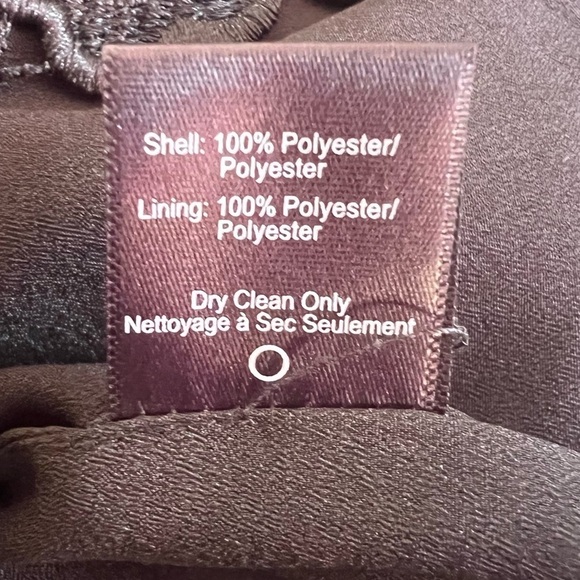 Shell: 100% Polyester/
Polyester
Lining: 100% Polyester/
Polyester
Dry Clean Only
Nettoyage à Sec Seulement